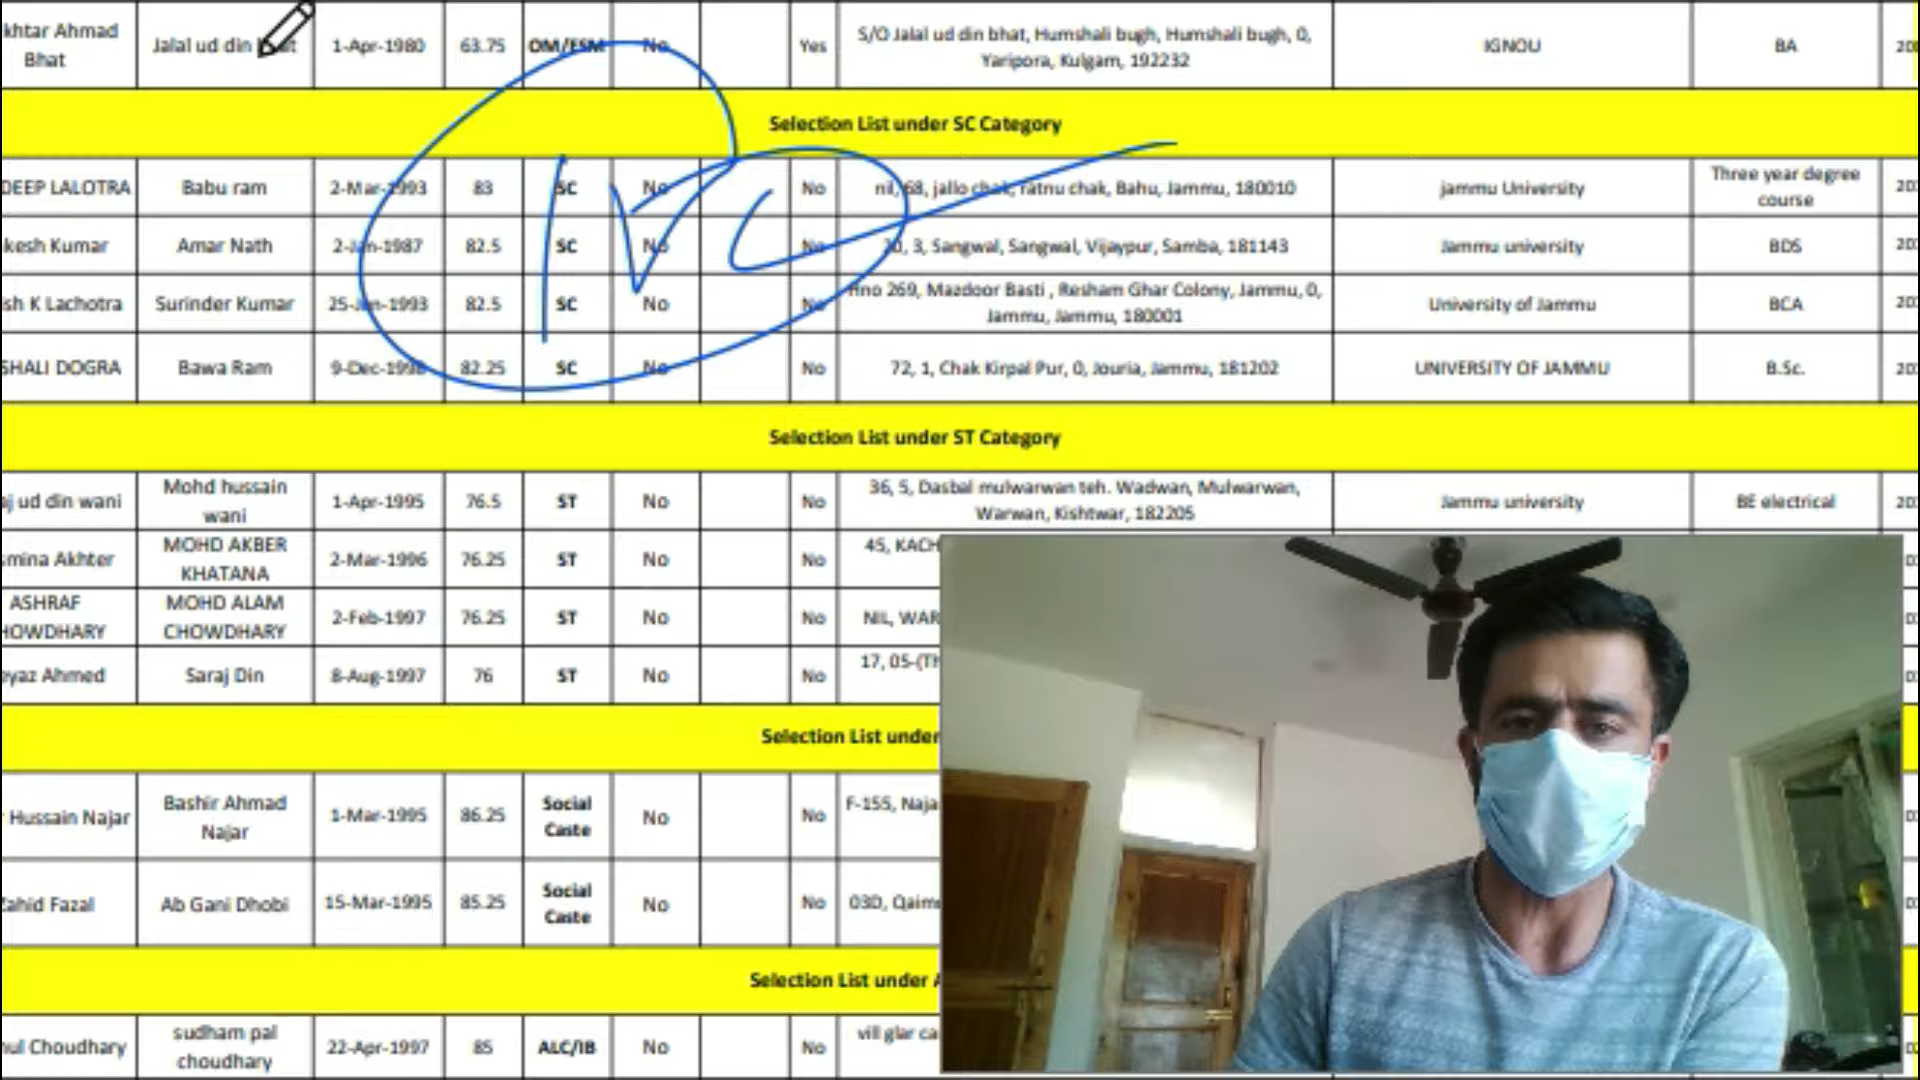 khtar Ahmad Bhat Jalal ud din 1-Apr-1980 63.75 OM/ESM No Yes S/O Jalal ud din bhat, Humshali bugh, Humshali bugh, 0, Yaripora, Kulgam, 192232 IGNOU BA
Selection List under SC Category
DEEP LALOTRA Babu ram 2-Mar-1993 83 SC No No nil, 68, jallo chak, ratnu chak, Bahu, Jammu, 180010 jammu University Three year degree course
kesh Kumar Amar Nath 2-Jan-1987 82.5 SC No No 3, Sangwal, Sangwal, Vijaypur, Samba, 181143 Jammu university BDS
sh K Lachotra Surinder Kumar 25-Jan-1993 82.5 SC No No hno 269, Mazdoor Basti , Resham Ghar Colony, Jammu, 0, Jammu, Jammu, 180001 University of Jammu BCA
SHALI DOGRA Bawa Ram 82.25 SC No No 72, 1, Chak Kirpal Pur, 0, Jouria, Jammu, 181202 UNIVERSITY OF JAMMU B.Sc.
Selection List under ST Category
aj ud din wani Mohd hussain wani 1-Apr-1995 76.5 ST No No 36, 5, Dasbal mulwarwan teh. Wadwan, Mulwarwan, Warwan, Kishtwar, 182205 Jammu university BE electrical
smina Akhter MOHD AKBER KHATANA 2-Mar-1996 76.25 ST No No 45, KACH
ASHRAF HOWDHARY MOHD ALAM CHOWDHARY 2-Feb-1997 76.25 ST No No NIL, WAR
eyaz Ahmed Saraj Din 8-Aug-1997 76 ST No No 17, 05-(Th
Selection List under
Hussain Najar Bashir Ahmad Najar 1-Mar-1995 86.25 Social Caste No No F-155, Naja
Zahid Fazal Ab Gani Dhobi 15-Mar-1995 85.25 Social Caste No No 03D, Qaim
Selection List under A
hul Choudhary sudham pal choudhary 22-Apr-1997 85 ALC/IB No No vill glar ca